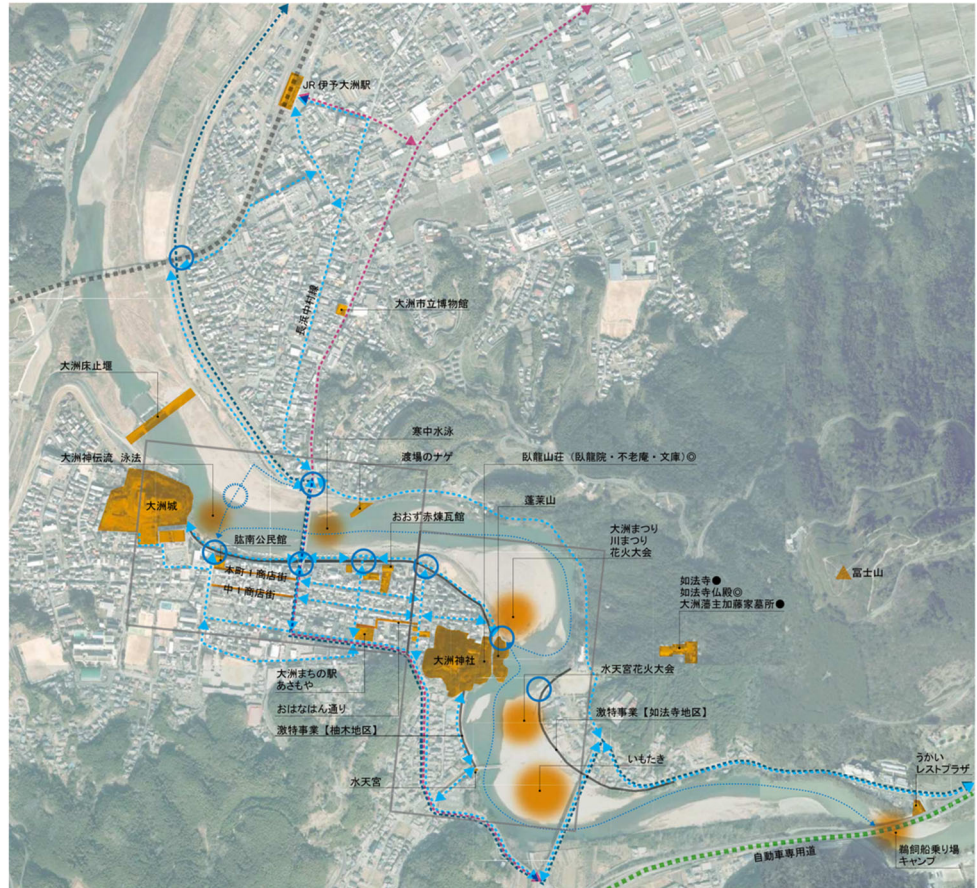 JR 伊予大洲駅
大洲市立博物館
長浜中村線
大洲床止堰
寒中水泳
大洲神伝流 泳法
渡場のナゲ
臥龍山荘(臥龍院・不老庵・文庫)◎
大洲城
おおず赤煉瓦館
蓬莱山
大洲まつり
川まつり
花火大会
肱南公民館
本町1商店街
中1商店街
冨士山
如法寺●
如法寺仏殿◎
大洲藩主加藤家墓所●
大洲神社
水天宮花火大会
大洲まちの駅
あさもや
おはなはん通り
激特事業【如法寺地区】
激特事業【柚木地区】
水天宮
いもたき
うかい
レストプラザ
自動車専用道
鵜飼船乗り場
キャンプ